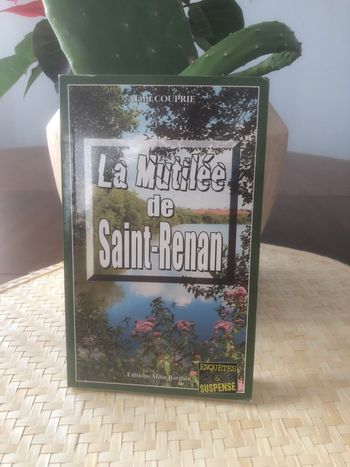 Alain COUPRIE
La Mutilée
de
Saint-Renan
Editions Alain Bargain
ENQUÊTES
&
SUSPENSE